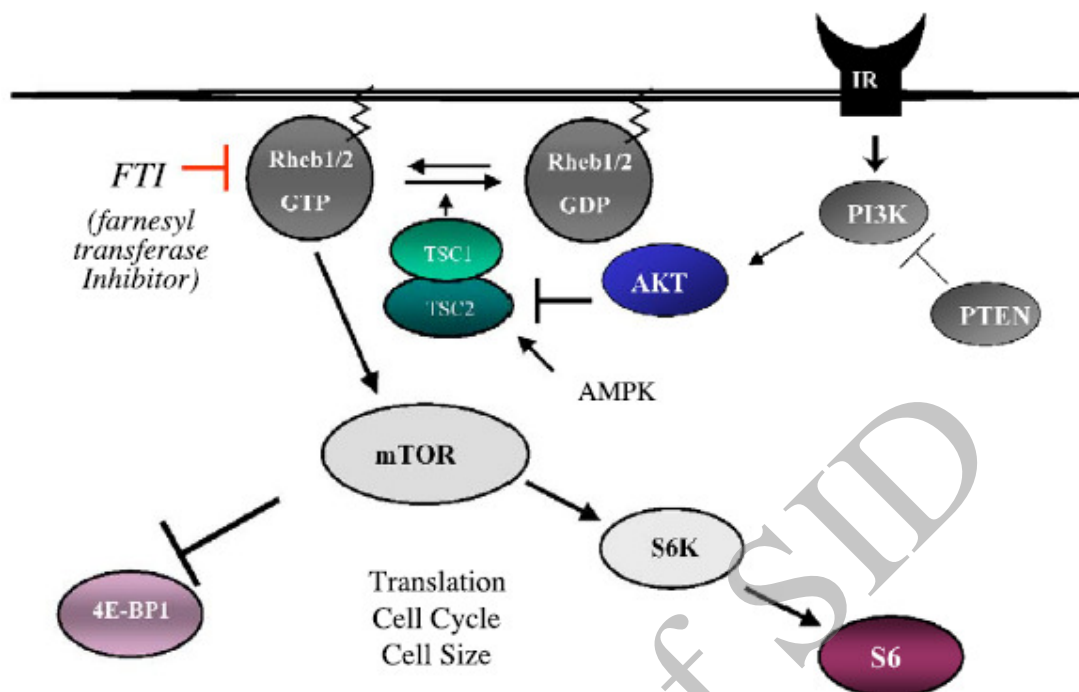 IR
Rheb1/2
GTP
Rheb1/2
GDP
FTI
(farnesyl
transferase
Inhibitor)
TSC1
TSC2
AKT
PI3K
PTEN
AMPK
mTOR
S6K
4E-BP1
Translation
Cell Cycle
Cell Size
S6
f SID